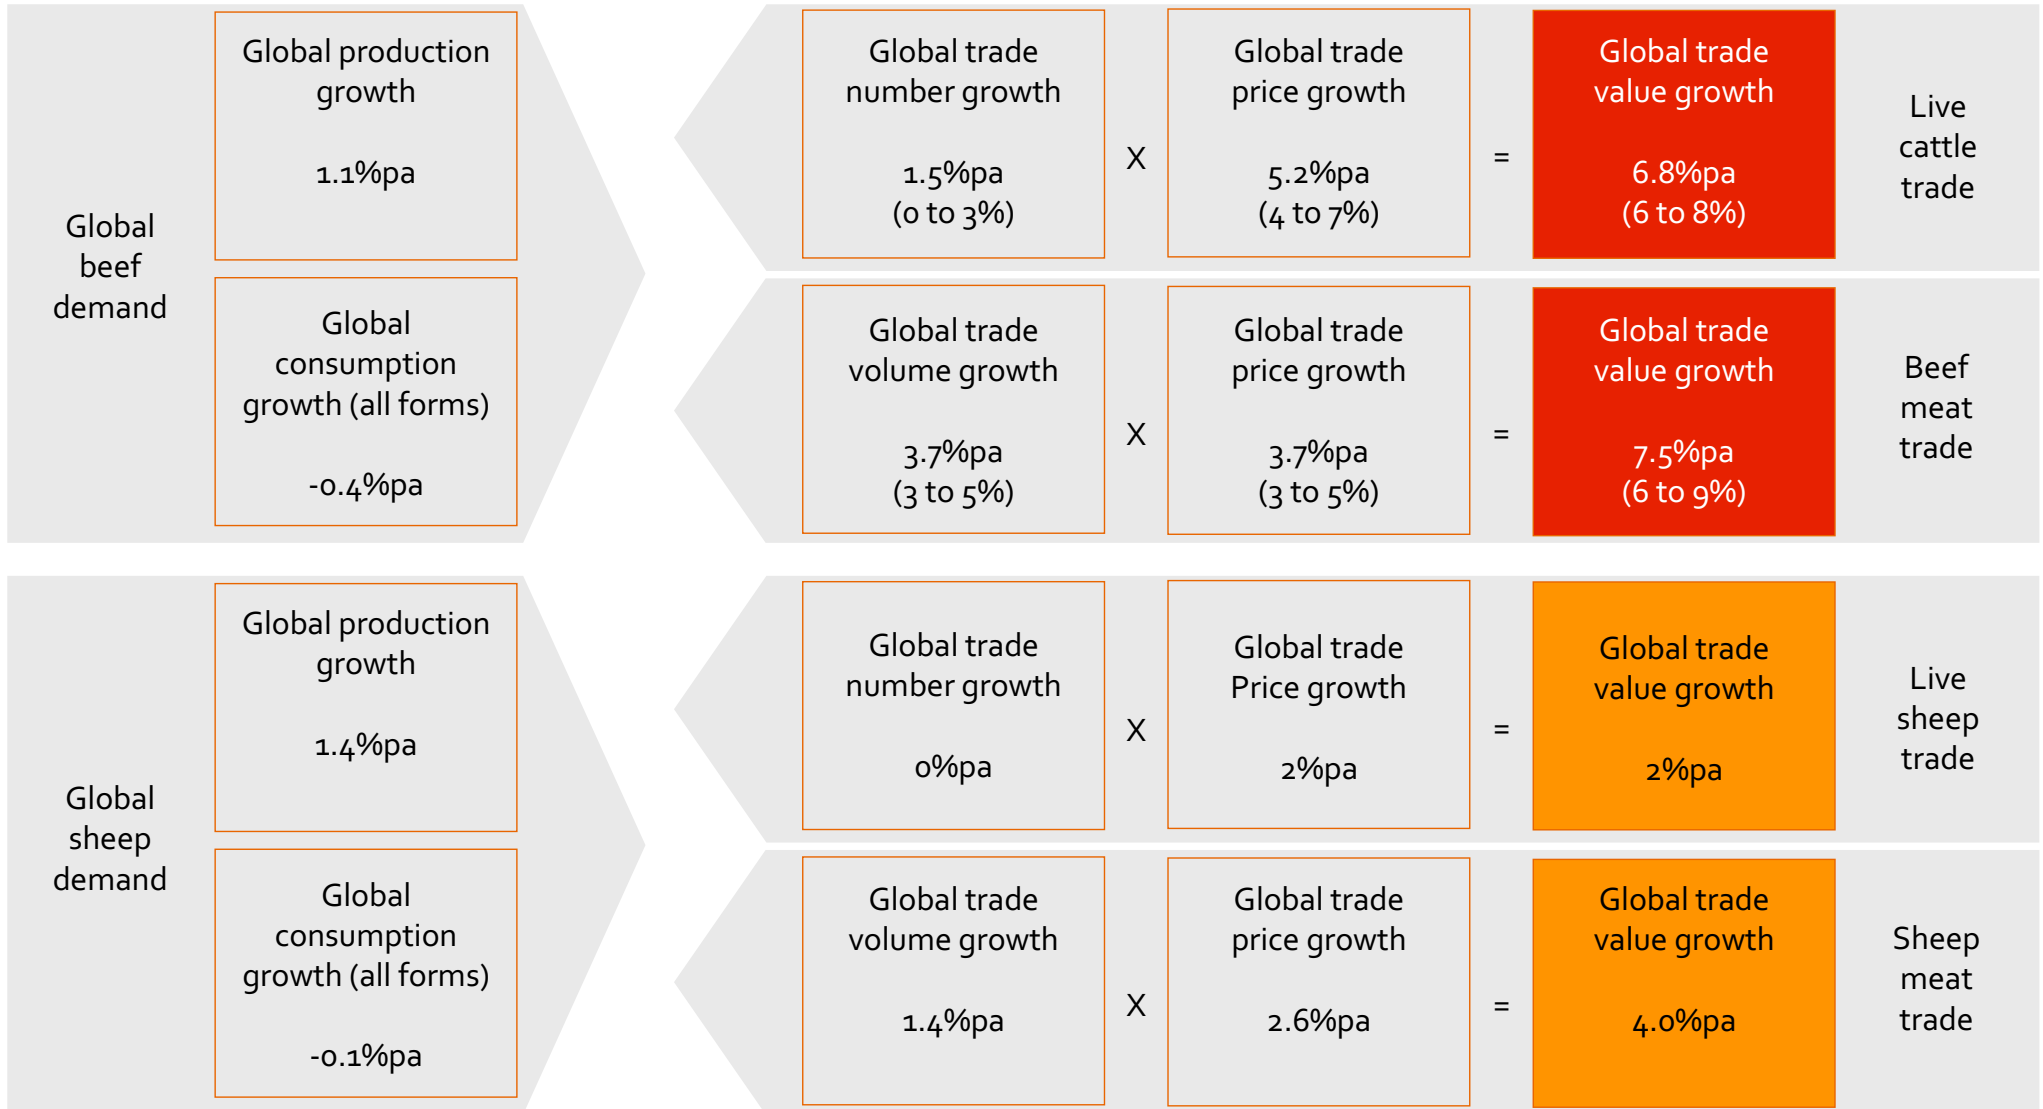 Global
beef
demand
Global production
growth
1.1%pa
Global
consumption
growth (all forms)
-0.4%pa
Global trade
number growth
1.5%pa
(0 to 3%)
X
Global trade
price growth
5.2%pa
(4 to 7%)
=
Global trade
value growth
6.8%pa
(6 to 8%)
Live
cattle
trade
Global trade
volume growth
3.7%pa
(3 to 5%)
X
Global trade
price growth
3.7%pa
(3 to 5%)
=
Global trade
value growth
7.5%pa
(6 to 9%)
Beef
meat
trade
Global
sheep
demand
Global production
growth
1.4%pa
Global
consumption
growth (all forms)
-0.1%pa
Global trade
number growth
0%pa
X
Global trade
Price growth
2%pa
=
Global trade
value growth
2%pa
Live
sheep
trade
Global trade
volume growth
1.4%pa
X
Global trade
price growth
2.6%pa
=
Global trade
value growth
4.0%pa
Sheep
meat
trade